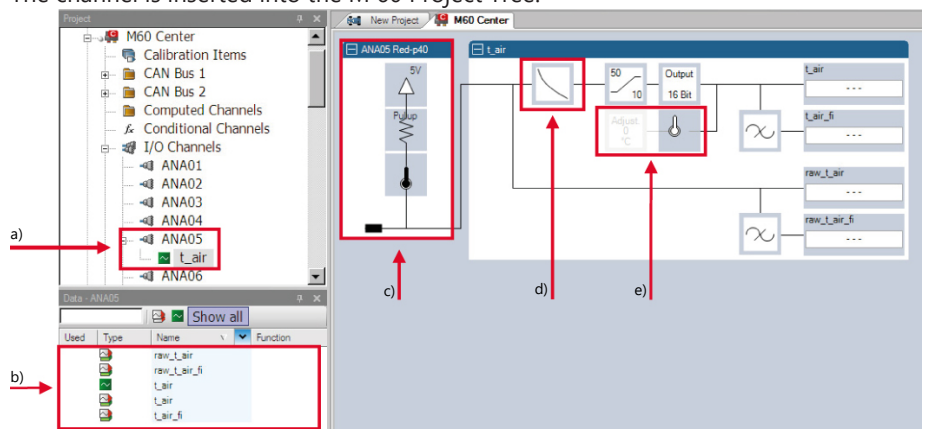 The channel is inserted into the M 60 Project Tree.
Project
New Project
M60 Center
M60 Center
Calibration Items
CAN Bus 1
CAN Bus 2
Computed Channels
fx Conditional Channels
I/O Channels
ANA01
ANA02
ANA03
ANA04
ANA05
t_air
ANA06
a)
Data - ANA05
Show all
Used Type Name Function
raw_t_air
raw_t_air_fi
t_air
t_air
t_air_fi
b)
ANA05 Red-p40
5V
Pullup
c)
t_air
50
10
Output
16 Bit
Adjust.
0
°C
d)
e)
t_air
---
t_air_fi
---
raw_t_air
---
raw_t_air_fi
---